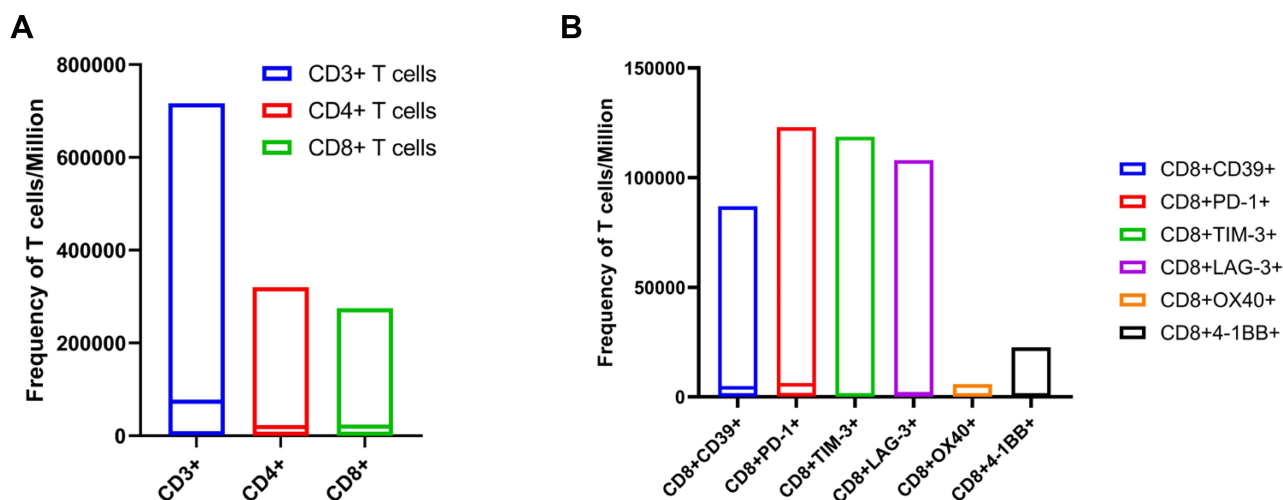 A
Frequency of T cells/Million
800000
600000
400000
200000
0
CD3+ T cells
CD4+ T cells
CD8+ T cells
CD3+
CD4+
CD8+
B
Frequency of T cells/Million
150000
100000
50000
0
CD8+CD39+
CD8+PD-1+
CD8+TIM-3+
CD8+LAG-3+
CD8+OX40+
CD8+4-1BB+
CD8+CD39+
CD8+PD-1+
CD8+TIM-3+
CD8+LAG-3+
CD8+OX40+
CD8+4-1BB+